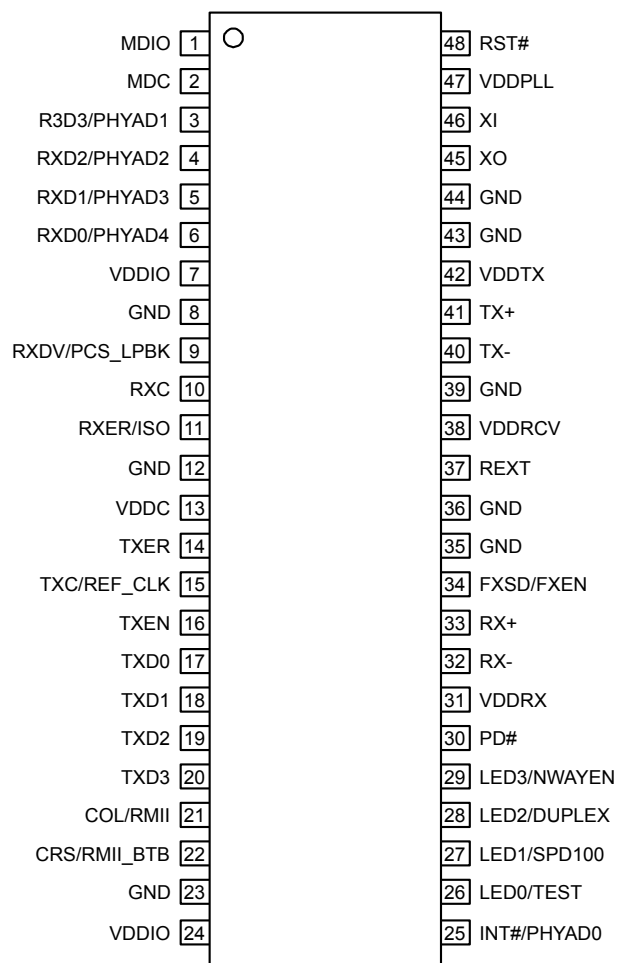 MDIO 1 48 RST#
MDC 2 47 VDDPLL
R3D3/PHYAD1 3 46 XI
RXD2/PHYAD2 4 45 XO
RXD1/PHYAD3 5 44 GND
RXD0/PHYAD4 6 43 GND
VDDIO 7 42 VDDTX
GND 8 41 TX+
RXDV/PCS_LPBK 9 40 TX-
RXC 10 39 GND
RXER/ISO 11 38 VDDRCV
GND 12 37 REXT
VDDC 13 36 GND
TXER 14 35 GND
TXC/REF_CLK 15 34 FXSD/FXEN
TXEN 16 33 RX+
TXD0 17 32 RX-
TXD1 18 31 VDDRX
TXD2 19 30 PD#
TXD3 20 29 LED3/NWAYEN
COL/RMII 21 28 LED2/DUPLEX
CRS/RMII_BTB 22 27 LED1/SPD100
GND 23 26 LED0/TEST
VDDIO 24 25 INT#/PHYAD0